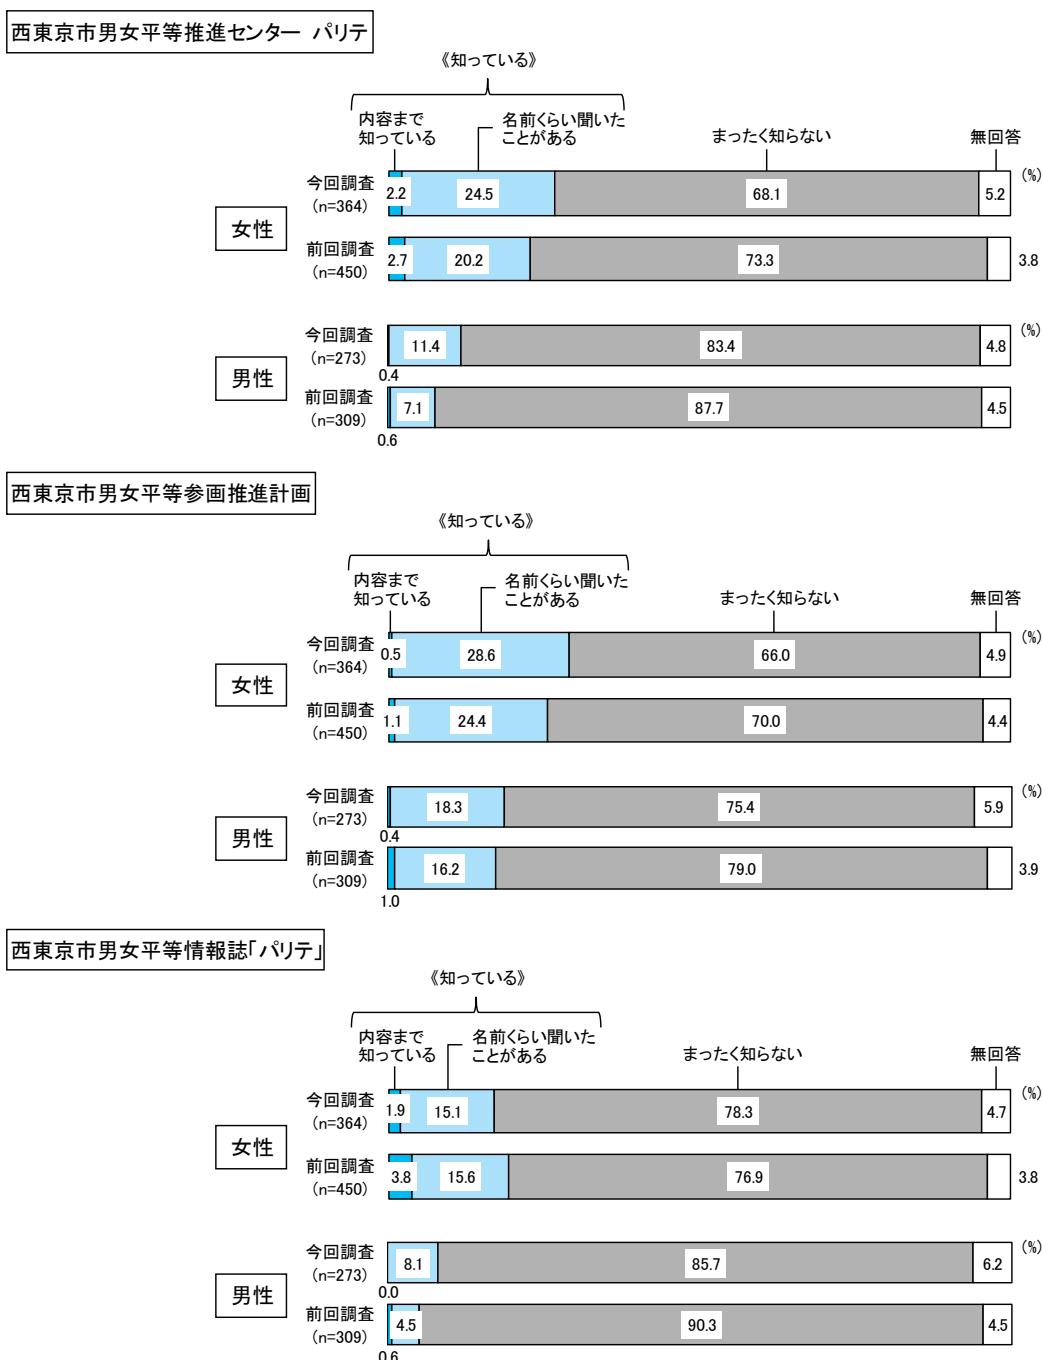 西東京市男女平等推進センター パリテ
《知っている》
内容まで
知っている
名前くらい聞いた
ことがある
まったく知らない
無回答
(%)
女性
今回調査
(n=364)
2.2
24.5
68.1
5.2
前回調査
(n=450)
2.7
20.2
73.3
3.8
(%)
男性
今回調査
(n=273)
0.4
11.4
83.4
4.8
前回調査
(n=309)
0.6
7.1
87.7
4.5
西東京市男女平等参画推進計画
《知っている》
内容まで
知っている
名前くらい聞いた
ことがある
まったく知らない
無回答
(%)
女性
今回調査
(n=364)
0.5
28.6
66.0
4.9
前回調査
(n=450)
1.1
24.4
70.0
4.4
(%)
男性
今回調査
(n=273)
0.4
18.3
75.4
5.9
前回調査
(n=309)
1.0
16.2
79.0
3.9
西東京市男女平等情報誌「パリテ」
《知っている》
内容まで
知っている
名前くらい聞いた
ことがある
まったく知らない
無回答
(%)
女性
今回調査
(n=364)
1.9
15.1
78.3
4.7
前回調査
(n=450)
3.8
15.6
76.9
3.8
(%)
男性
今回調査
(n=273)
0.0
8.1
85.7
6.2
前回調査
(n=309)
0.6
4.5
90.3
4.5